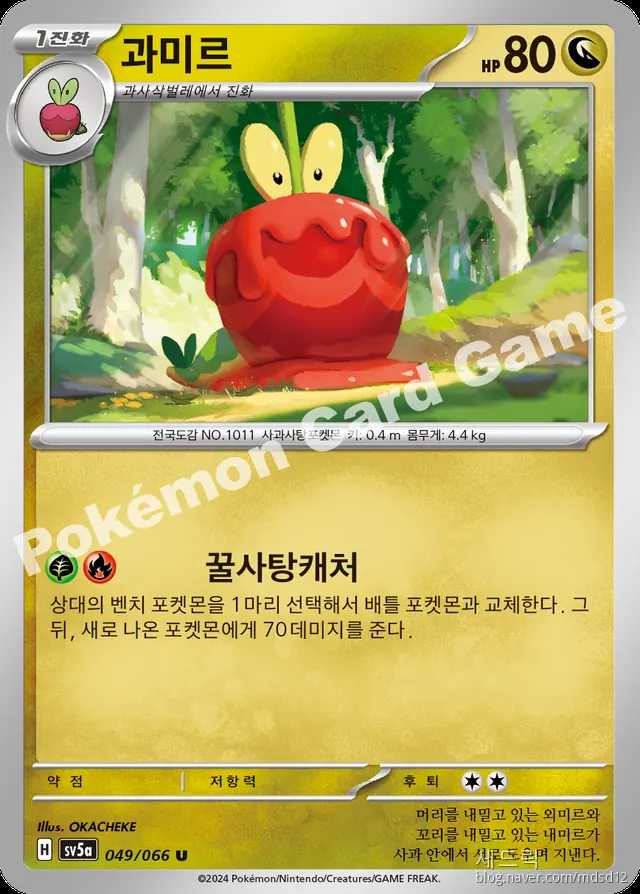 1진화
과미르
HP 80
과사삭벌레에서 진화
전국도감 NO.1011 사과사탕포켓몬 키: 0.4 m 몸무게: 4.4 kg
Pokémon Card Game
꿀사탕캐처
상대의 벤치 포켓몬을 1마리 선택해서 배틀 포켓몬과 교체한다. 그
뒤, 새로 나온 포켓몬에게 70데미지를 준다.
약점 저항력 후퇴
Illus. OKACHEKE
H sv5a 049/066 U
머리를 내밀고 있는 외미르와
꼬리를 내밀고 있는 내미르가
사과 안에서 서로 도우며 지낸다.
세드릭
blog.naver.com/mdsd12
©2024 Pokémon/Nintendo/Creatures/GAME FREAK.